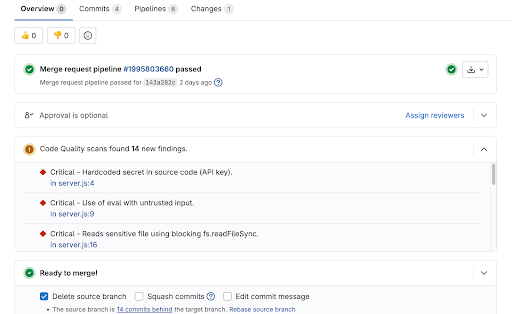 Overview 0 Commits 4 Pipelines 6 Changes 1
👍 0 👎 0
Merge request pipeline #1995803660 passed
Merge request pipeline passed for 143a282c 2 days ago
Approval is optional Assign reviewers
Code Quality scans found 14 new findings.
Critical - Hardcoded secret in source code (API key).
in server.js:4
Critical - Use of eval with untrusted input.
in server.js:9
Critical - Reads sensitive file using blocking fs.readFileSync.
in server.js:16
Ready to merge!
Delete source branch Squash commits Edit commit message
• The source branch is 14 commits behind the target branch. Rebase source branch